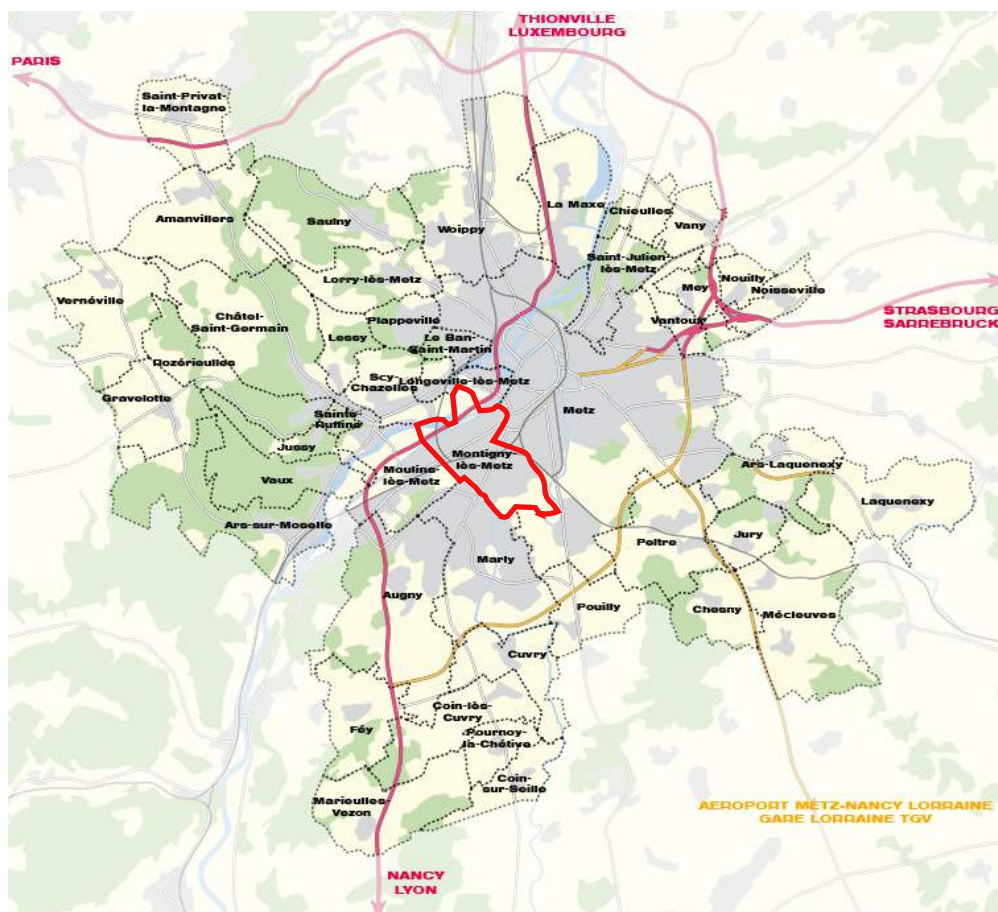 THIONVILLE
LUXEMBOURG
PARIS
Saint-Privat-
la-Montagne
La Maxe
Chieulles
Amanvillers
Saulny
Woippy
Vany
Saint-Julien-
lès-Metz
Lorry-lès-Metz
Mey
Nouilly
Noisseville
Vernéville
Châtel-
Saint-Germain
Plappeville
Vantoux
STRASBOURG
SARREBRUCK
Lessy
Le Ban-
Saint-Martin
Rozérieulles
Scy-
Chazelles
Longeville-lès-Metz
Gravelotte
Sainte-
Ruffine
Metz
Jussy
Montigny-
lès-Metz
Moulins-
lès-Metz
Ars-Laquenexy
Vaux
Laquenexy
Ars-sur-Moselle
Jury
Peltre
Marly
Augny
Pouilly
Chesny
Mécleuves
Cuvry
Coin-lès-
Cuvry
Féy
Pournoy-
la-Chétive
Coin-
sur-Seille
Marieulles-
Vezon
AEROPORT METZ-NANCY LORRAINE
GARE LORRAINE TGV
NANCY
LYON